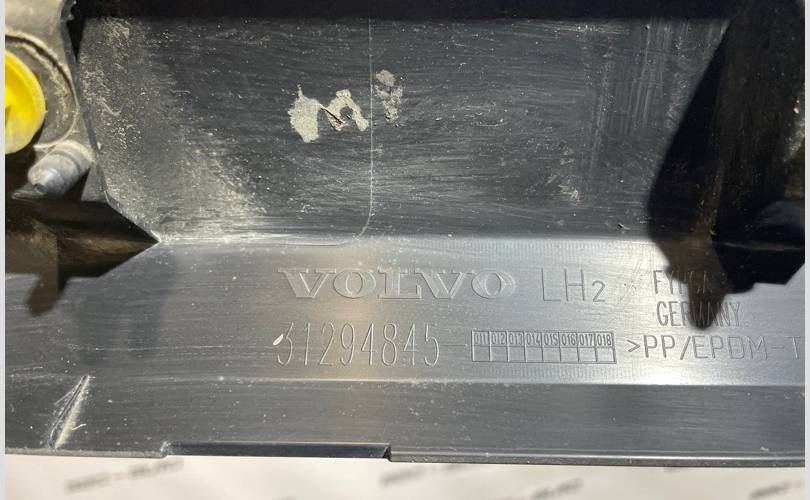 VOLVO LH2
GERMANY
31294845- 011 012 013 014 015 016 017 018 >PP/EPDM-T